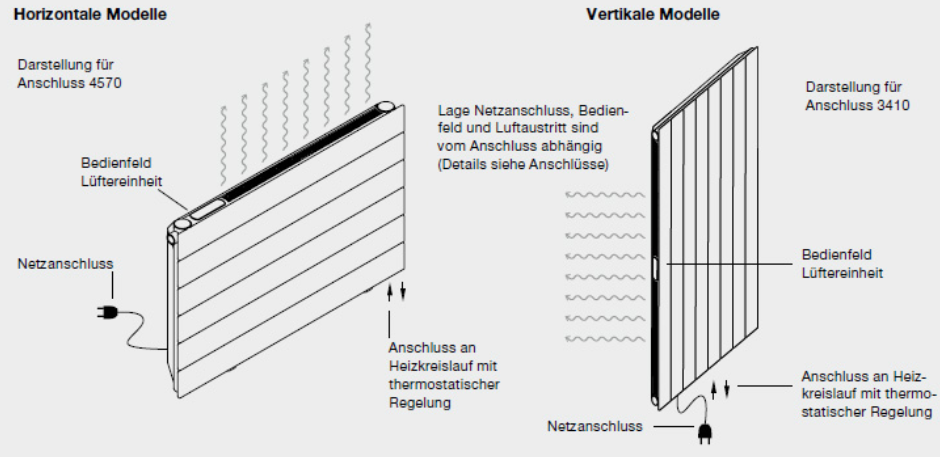 Horizontale Modelle
Darstellung für
Anschluss 4570
Bedienfeld
Lüftereinheit
Netzanschluss
Anschluss an
Heizkreislauf mit
thermostatischer
Regelung
Lage Netzanschluss, Bedien-
feld und Luftaustritt sind
vom Anschluss abhängig
(Details siehe Anschlüsse)
Vertikale Modelle
Darstellung für
Anschluss 3410
Bedienfeld
Lüftereinheit
Anschluss an Heiz-
kreislauf mit thermo-
statischer Regelung
Netzanschluss